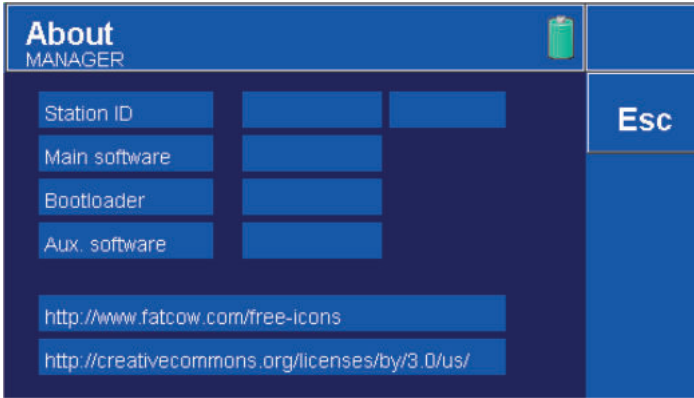 About
MANAGER
Esc
Station ID
Main software
Bootloader
Aux. software
http://www.fatcow.com/free-icons
http://creativecommons.org/licenses/by/3.0/us/